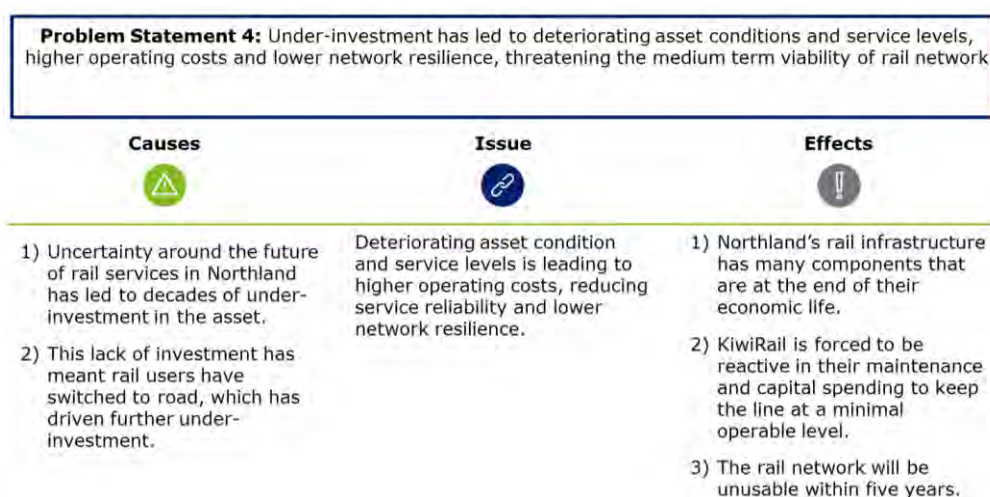 Problem Statement 4: Under-investment has led to deteriorating asset conditions and service levels,
higher operating costs and lower network resilience, threatening the medium term viability of rail network
Causes
Issue
Effects
1) Uncertainty around the future
of rail services in Northland
has led to decades of under-
investment in the asset.
2) This lack of investment has
meant rail users have
switched to road, which has
driven further under-
investment.
Deteriorating asset condition
and service levels is leading to
higher operating costs, reducing
service reliability and lower
network resilience.
1) Northland's rail infrastructure
has many components that
are at the end of their
economic life.
2) KiwiRail is forced to be
reactive in their maintenance
and capital spending to keep
the line at a minimal
operable level.
3) The rail network will be
unusable within five years.